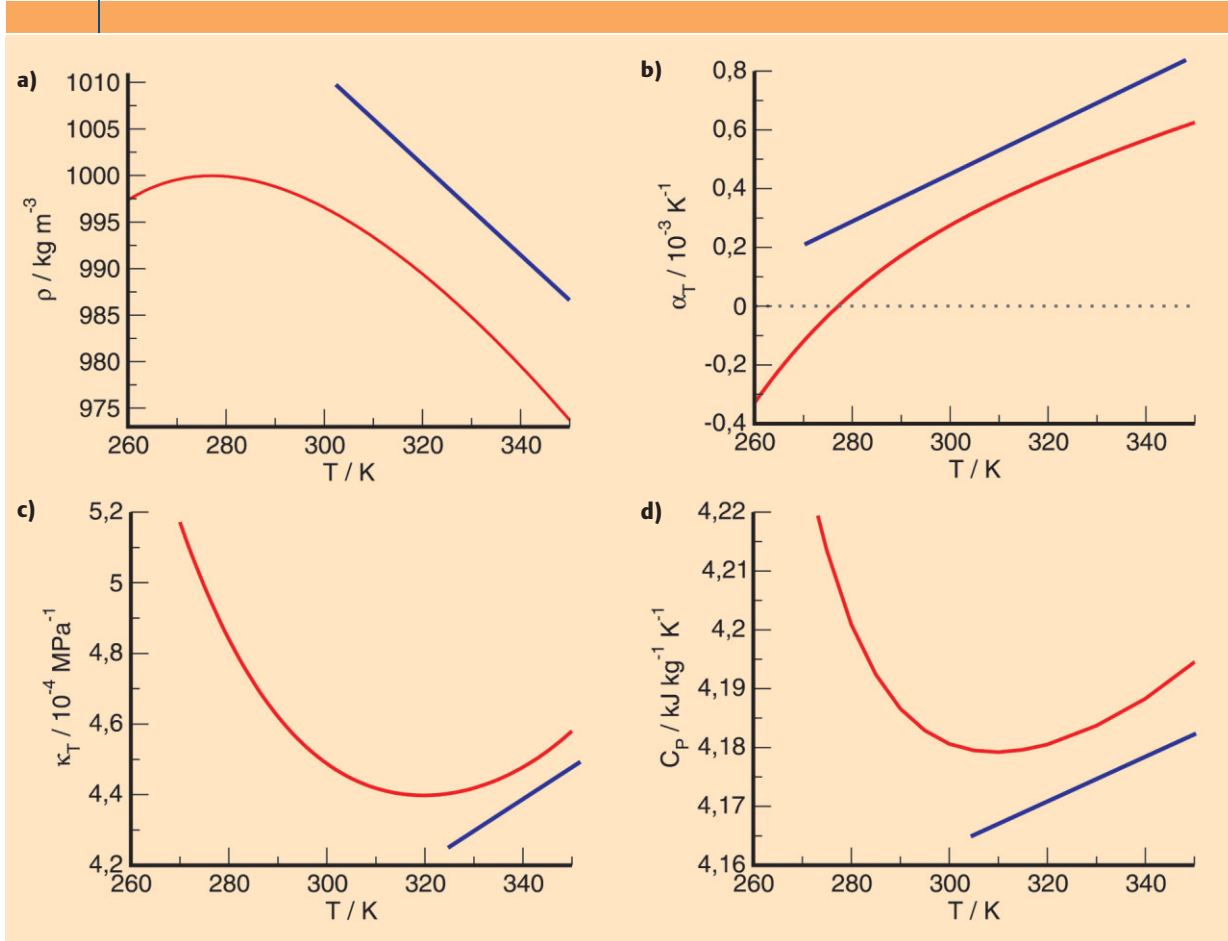 a)
1010
1005
1000
995
990
985
980
975
ρ / kg m-3
260 280 300 320 340
T / K
b)
0,8
0,6
0,4
0,2
0
-0,2
-0,4
αT / 10-3 K-1
260 280 300 320 340
T / K
c)
5,2
5
4,8
4,6
4,4
4,2
κT / 10-4 MPa-1
260 280 300 320 340
T / K
d)
4,22
4,21
4,2
4,19
4,18
4,17
4,16
CP / kJ kg-1 K-1
260 280 300 320 340
T / K